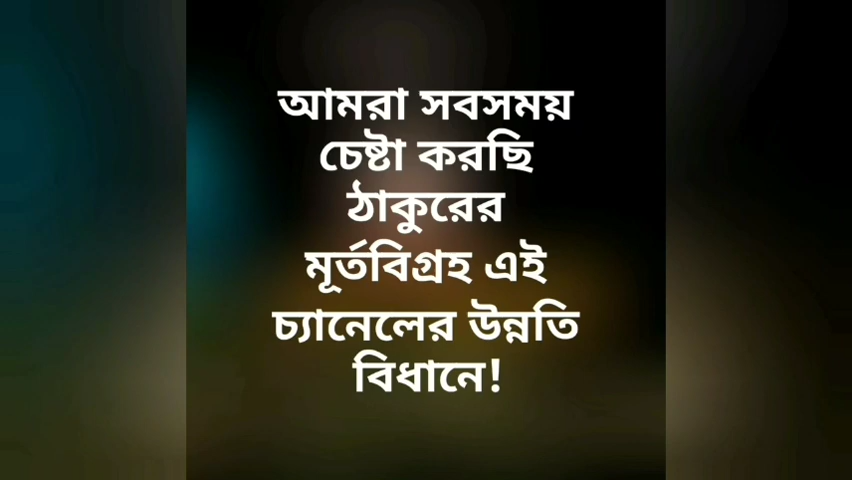 আমরা সবসময়
চেষ্টা করছি
ঠাকুরের
মূর্তবিগ্রহ এই
চ্যানেলের উন্নতি
বিধানে!